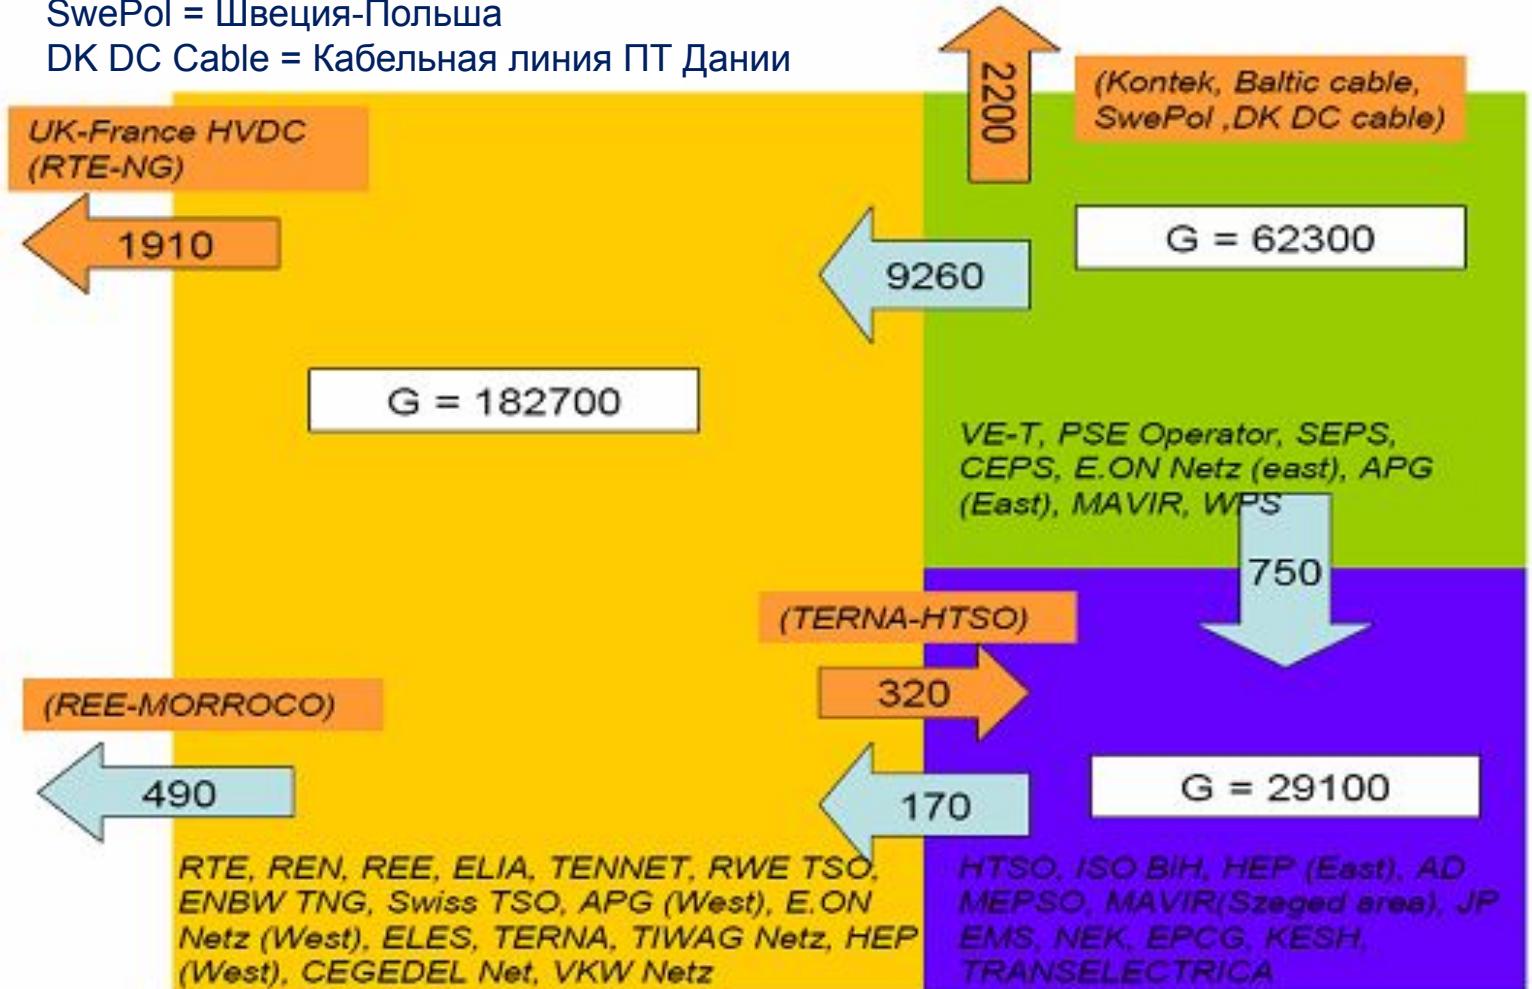 SwePol = Швеция-Польша
DK DC Cable = Кабельная линия ПТ Дании
2200
(Kontek, Baltic cable,
SwePol ,DK DC cable)
UK-France HVDC
(RTE-NG)
1910
9260
G = 62300
G = 182700
VE-T, PSE Operator, SEPS,
CEPS, E.ON Netz (east), APG
(East), MAVIR, WPS
750
(TERNA-HTSO)
320
(REE-MORROCO)
490
170
G = 29100
RTE, REN, REE, ELIA, TENNET, RWE TSO,
ENBW TNG, Swiss TSO, APG (West), E.ON
Netz (West), ELES, TERNA, TIWAG Netz, HEP
(West), CEGEDEL Net, VKW Netz
HTSO, ISO BiH, HEP (East), AD
MEPSO, MAVIR(Szeged area), JP
EMS, NEK, EPCG, KESH,
TRANSELECTRICA